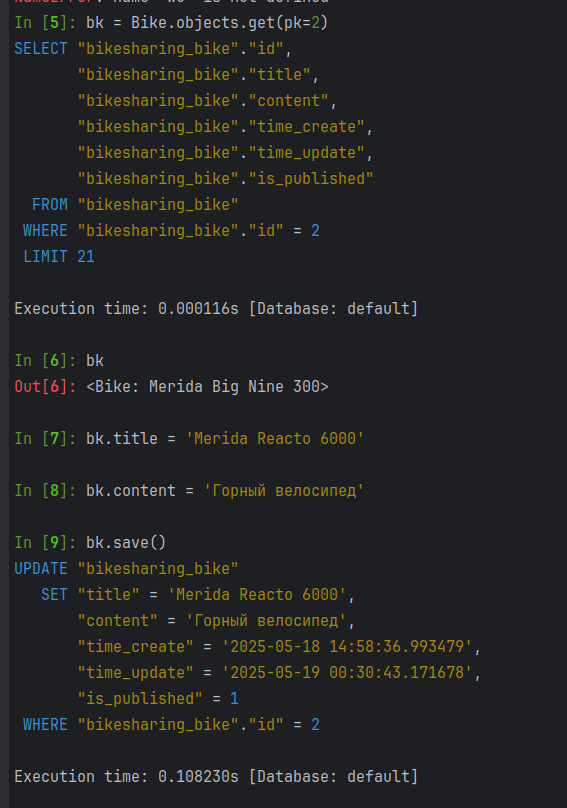 In [5]: bk = Bike.objects.get(pk=2)
SELECT "bikesharing_bike"."id",
       "bikesharing_bike"."title",
       "bikesharing_bike"."content",
       "bikesharing_bike"."time_create",
       "bikesharing_bike"."time_update",
       "bikesharing_bike"."is_published"
  FROM "bikesharing_bike"
 WHERE "bikesharing_bike"."id" = 2
 LIMIT 21

Execution time: 0.000116s [Database: default]

In [6]: bk
Out[6]: <Bike: Merida Big Nine 300>

In [7]: bk.title = 'Merida Reacto 6000'

In [8]: bk.content = 'Горный велосипед'

In [9]: bk.save()
UPDATE "bikesharing_bike"
   SET "title" = 'Merida Reacto 6000',
       "content" = 'Горный велосипед',
       "time_create" = '2025-05-18 14:58:36.993479',
       "time_update" = '2025-05-19 00:30:43.171678',
       "is_published" = 1
 WHERE "bikesharing_bike"."id" = 2

Execution time: 0.108230s [Database: default]